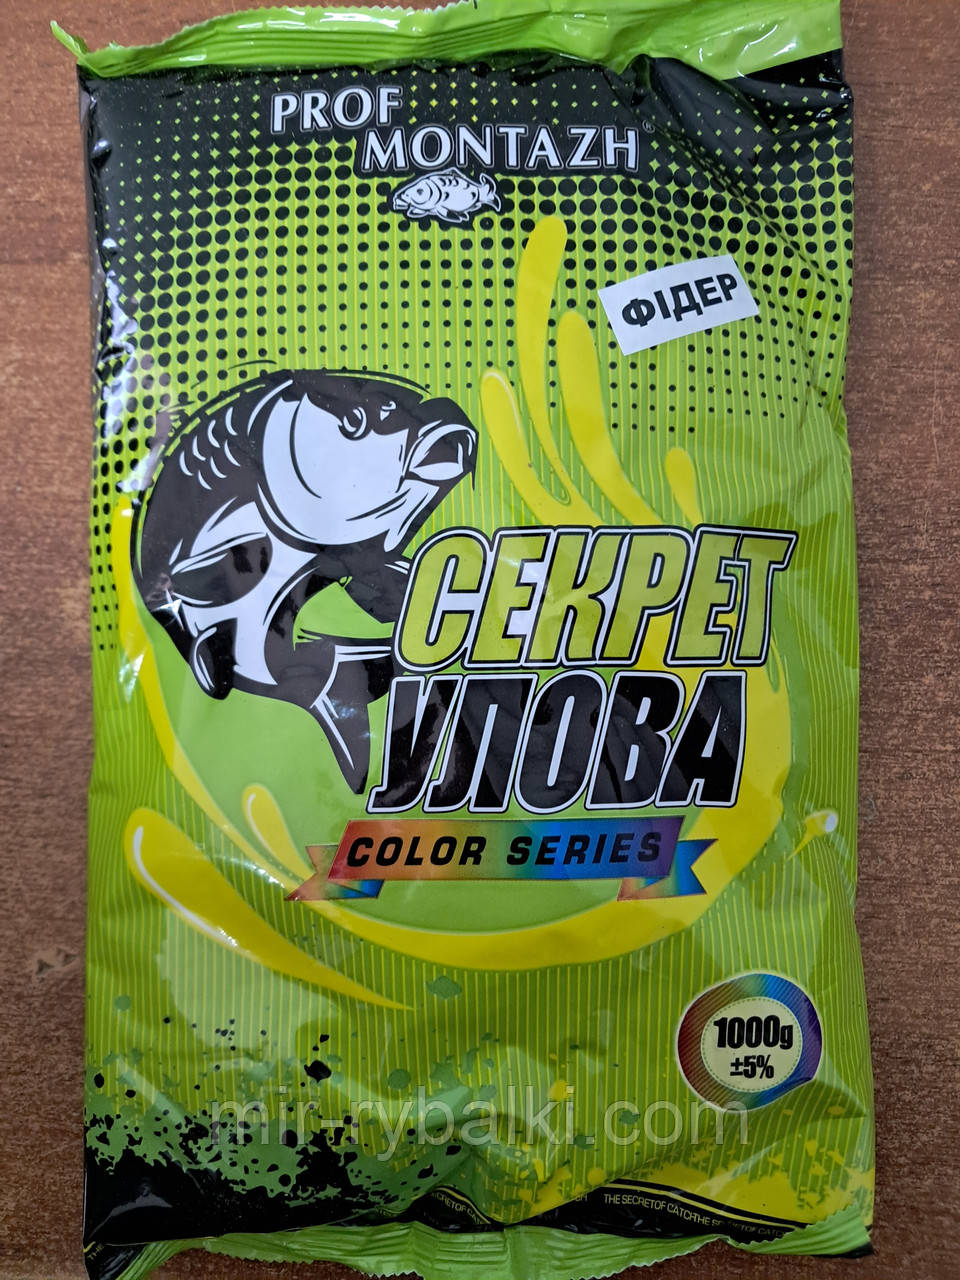 PROF
MONTAZH®
ФІДЕР
СЕКРЕТ
УЛОВА
COLOR SERIES
1000g
±5%
mir-rybalki.com
THE SECRET OF CATCH THE SECRET OF CATC